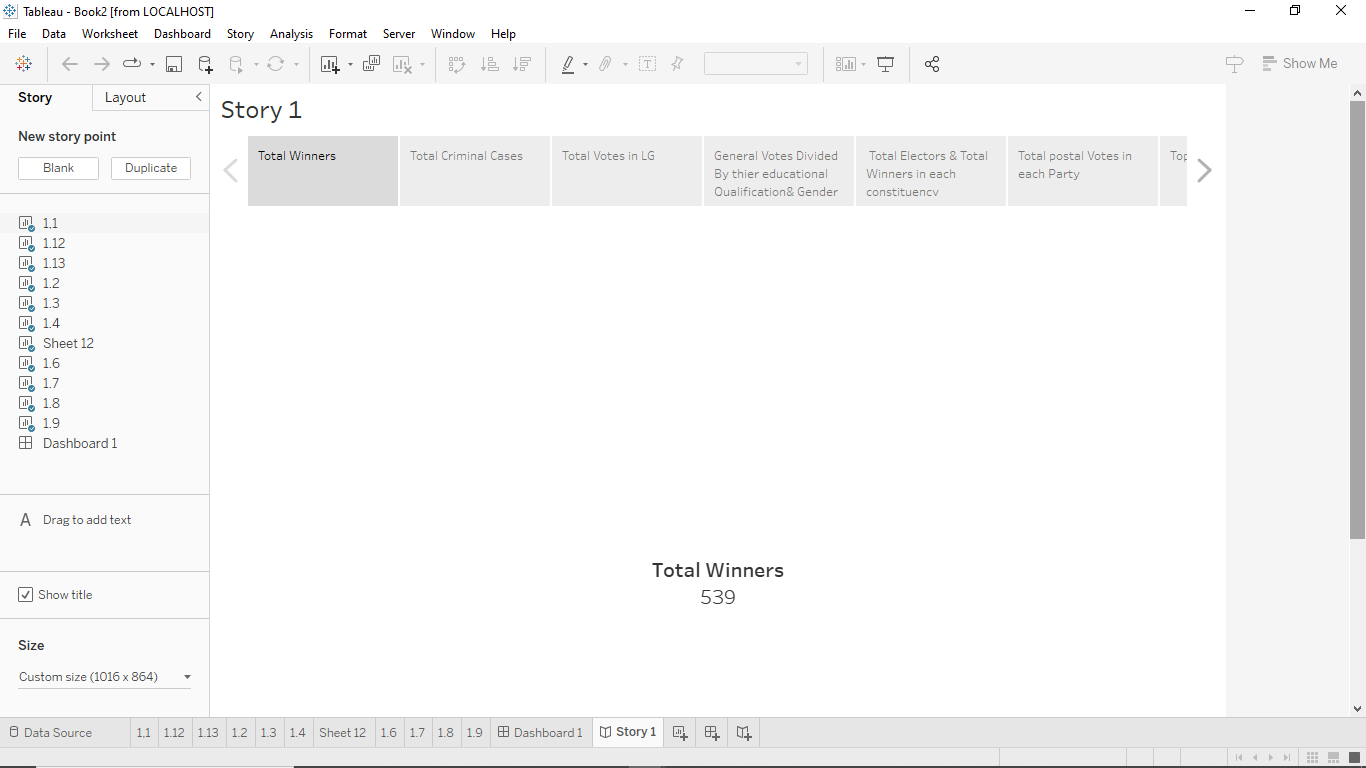 Tableau - Book2 [from LOCALHOST]
File Data Worksheet Dashboard Story Analysis Format Server Window Help
Show Me
Story Layout
New story point
Blank Duplicate
1.1
1.12
1.13
1.2
1.3
1.4
Sheet 12
1.6
1.7
1.8
1.9
Dashboard 1
A Drag to add text
Show title
Size
Custom size (1016 x 864)
Story 1
Total Winners
Total Criminal Cases
Total Votes in LG
General Votes Divided
By thier educational
Qualification& Gender
Total Electors & Total
Winners in each
constituency
Total postal Votes in
each Party
Top
Total Winners
539
Data Source 1.1 1.12 1.13 1.2 1.3 1.4 Sheet 12 1.6 1.7 1.8 1.9 Dashboard 1 Story 1